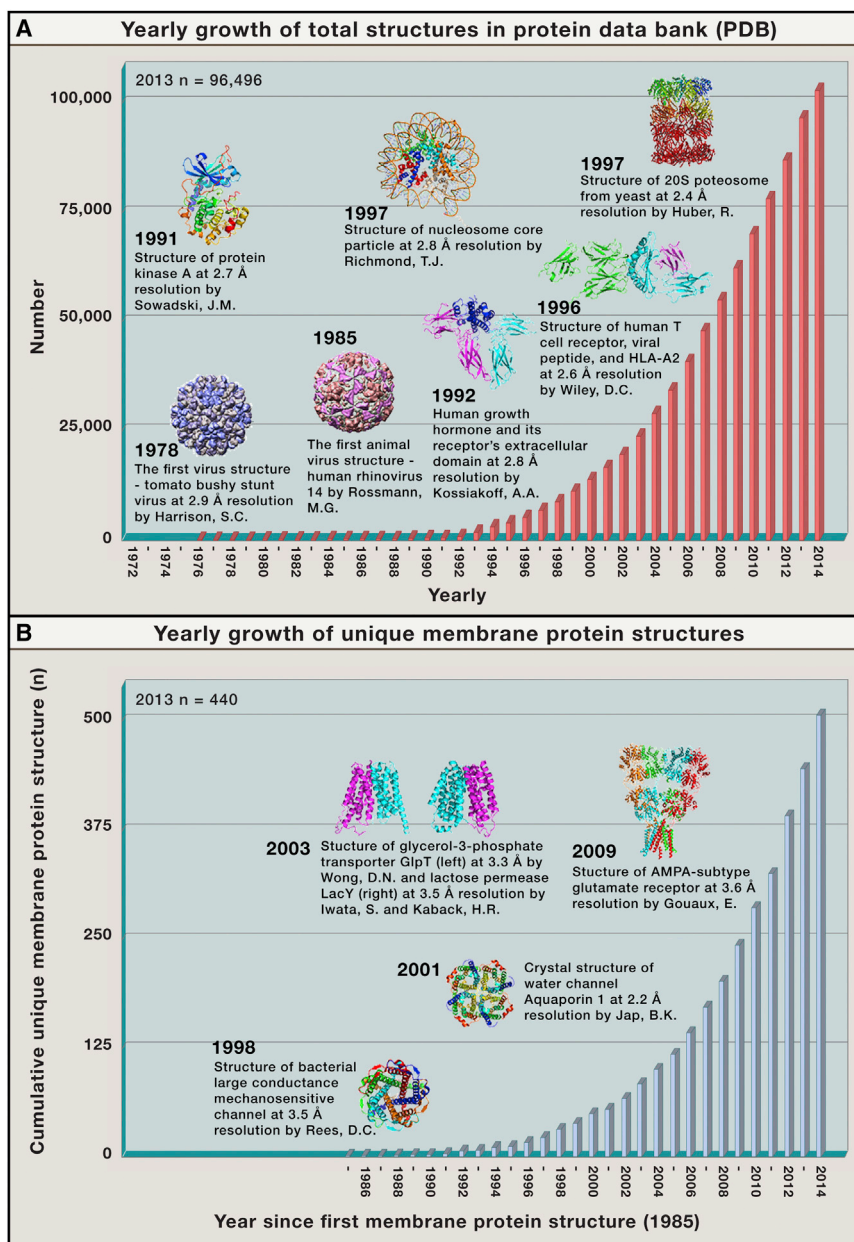 A
Yearly growth of total structures in protein data bank (PDB)
2013 n = 96,496
Number
100,000
75,000
50,000
25,000
0
1991
Structure of protein
kinase A at 2.7 Å
resolution by
Sowadski, J.M.
1997
Structure of nucleosome core
particle at 2.8 Å resolution by
Richmond, T.J.
1997
Structure of 20S poteosome
from yeast at 2.4 Å
resolution by Huber, R.
1996
Structure of human T
cell receptor, viral
peptide, and HLA-A2
at 2.6 Å resolution
by Wiley, D.C.
1985
The first animal
virus structure -
human rhinovirus
14 by Rossmann,
M.G.
1992
Human growth
hormone and its
receptor's extracellular
domain at 2.8 Å
resolution by
Kossiakoff, A.A.
1978
The first virus structure
- tomato bushy stunt
virus at 2.9 Å resolution
by Harrison, S.C.
1972 - 1974 - 1976 - 1978 - 1980 - 1982 - 1984 - 1986 - 1988 - 1990 - 1992 - 1994 - 1996 - 1998 - 2000 - 2002 - 2004 - 2006 - 2008 - 2010 - 2012 - 2014
Yearly
B
Yearly growth of unique membrane protein structures
2013 n = 440
Cumulative unique membrane protein structure (n)
500
375
250
125
0
2003
Stucture of glycerol-3-phosphate
transporter GlpT (left) at 3.3 Å by
Wong, D.N. and lactose permease
LacY (right) at 3.5 Å resolution by
Iwata, S. and Kaback, H.R.
2009
Stucture of AMPA-subtype
glutamate receptor at 3.6 Å
resolution by Gouaux, E.
2001
Crystal structure of
water channel
Aquaporin 1 at 2.2 Å
resolution by Jap, B.K.
1998
Structure of bacterial
large conductance
mechanosensitive
channel at 3.5 Å
resolution by Rees, D.C.
- 1986 - 1988 - 1990 - 1992 - 1994 - 1996 - 1998 - 2000 - 2002 - 2004 - 2006 - 2008 - 2010 - 2012 - 2014
Year since first membrane protein structure (1985)